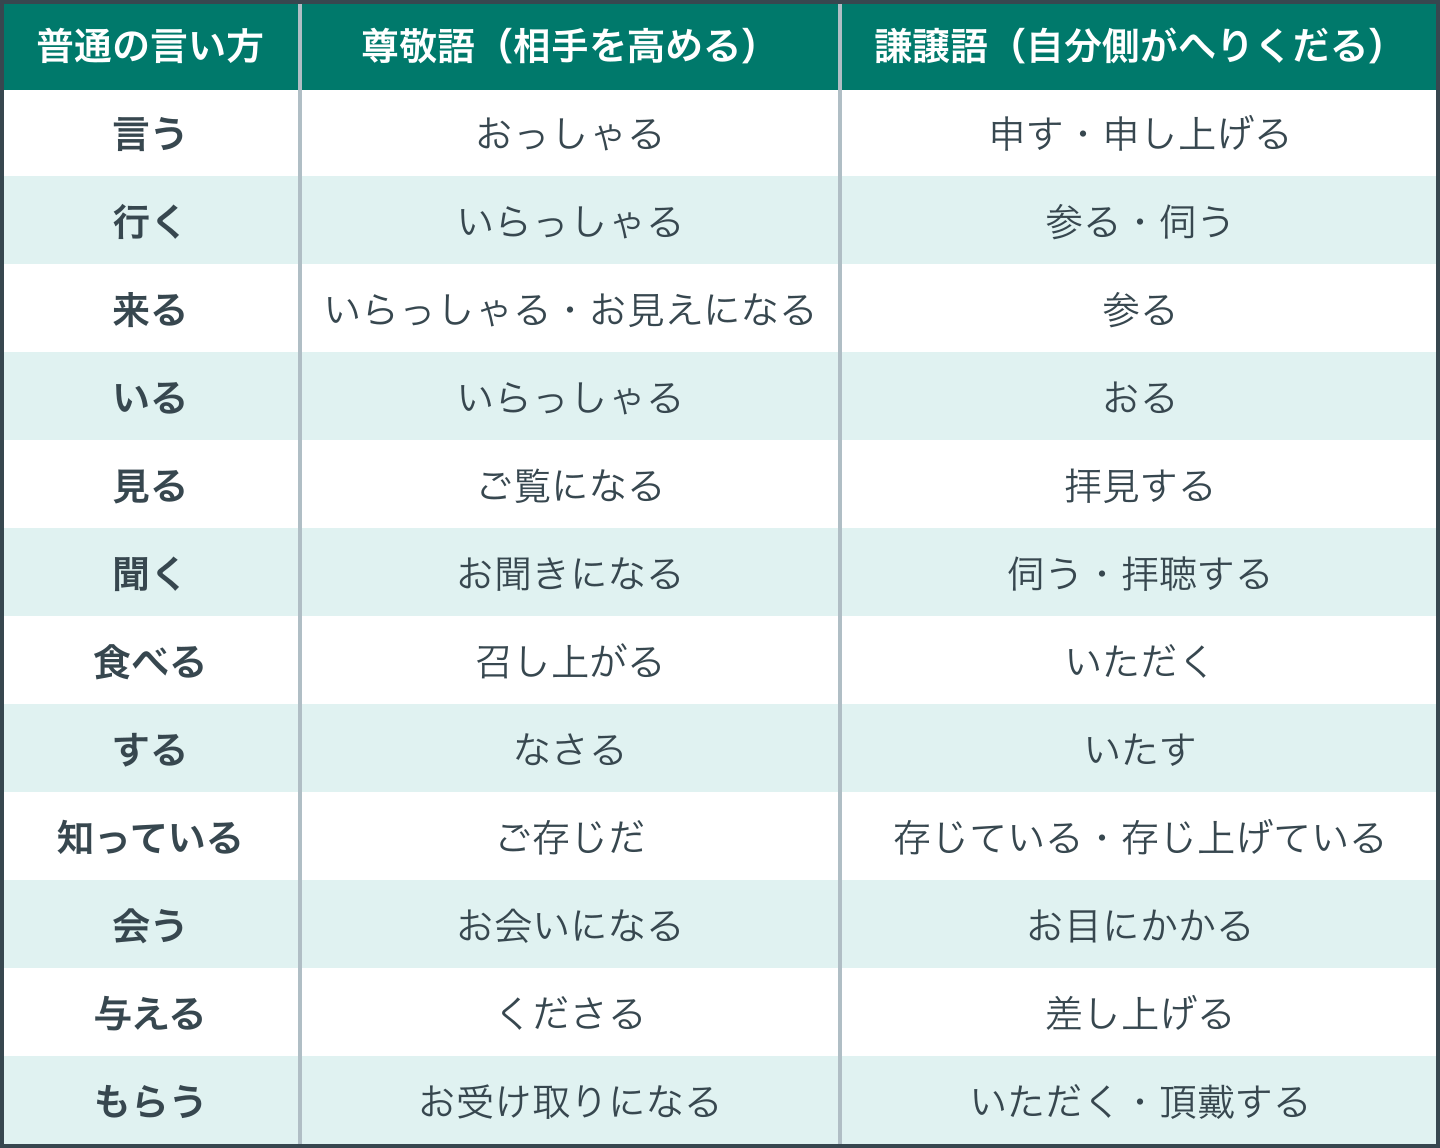 普通の言い方 尊敬語（相手を高める） 謙譲語（自分側がへりくだる）
言う おっしゃる 申す・申し上げる
行く いらっしゃる 参る・伺う
来る いらっしゃる・お見えになる 参る
いる いらっしゃる おる
見る ご覧になる 拝見する
聞く お聞きになる 伺う・拝聴する
食べる 召し上がる いただく
する なさる いたす
知っている ご存じだ 存じている・存じ上げている
会う お会いになる お目にかかる
与える くださる 差し上げる
もらう お受け取りになる いただく・頂戴する